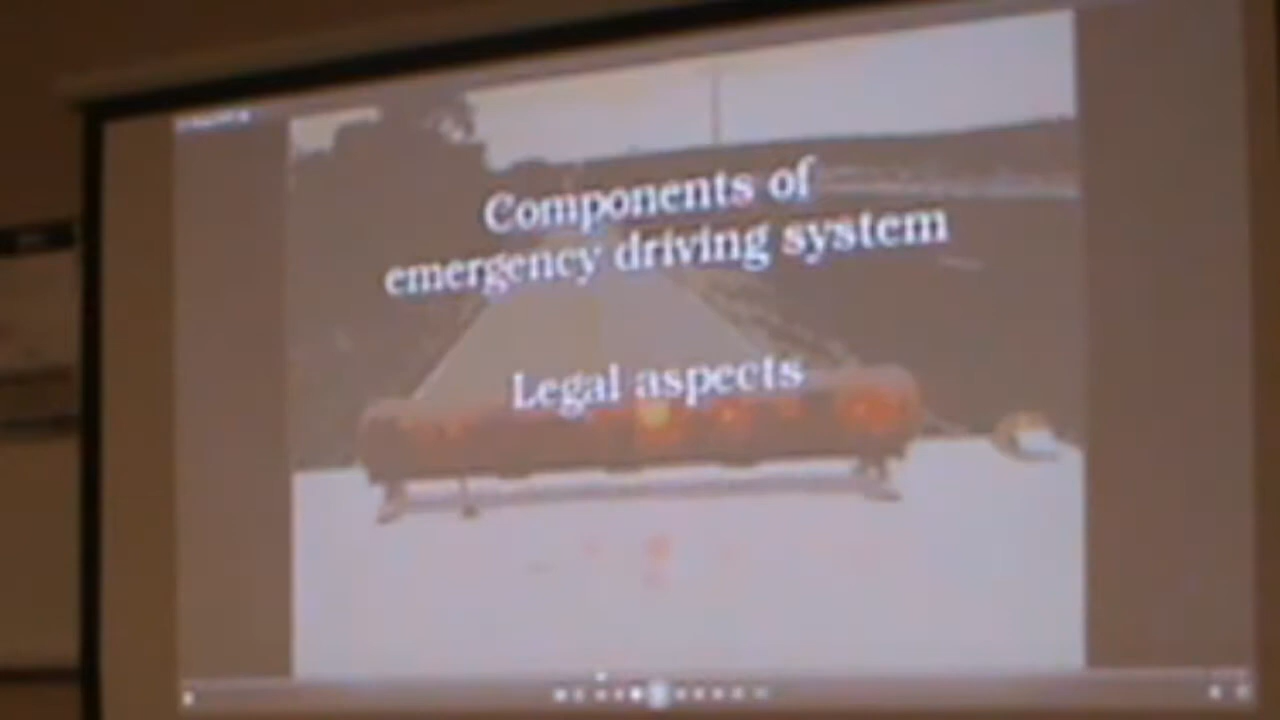 Components of
emergency driving system
Legal aspects